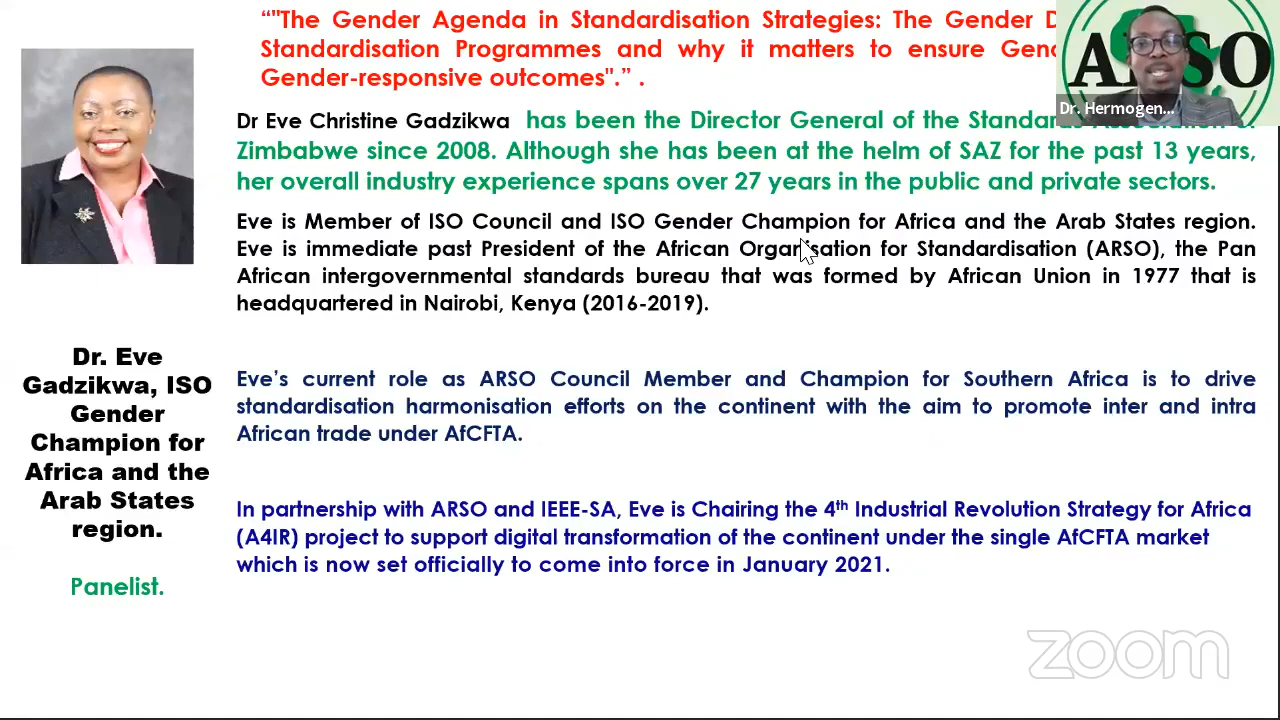 “"The Gender Agenda in Standardisation Strategies: The Gender D
Standardisation Programmes and why it matters to ensure Gend
Gender-responsive outcomes".” .
ARSO
Dr. Hermogen...
Dr Eve Christine Gadzikwa has been the Director General of the Standards Association of
Zimbabwe since 2008. Although she has been at the helm of SAZ for the past 13 years,
her overall industry experience spans over 27 years in the public and private sectors.
Eve is Member of ISO Council and ISO Gender Champion for Africa and the Arab States region.
Eve is immediate past President of the African Organisation for Standardisation (ARSO), the Pan
African intergovernmental standards bureau that was formed by African Union in 1977 that is
headquartered in Nairobi, Kenya (2016-2019).
Dr. Eve
Gadzikwa, ISO
Gender
Champion for
Africa and the
Arab States
region.
Panelist.
Eve’s current role as ARSO Council Member and Champion for Southern Africa is to drive
standardisation harmonisation efforts on the continent with the aim to promote inter and intra
African trade under AfCFTA.
In partnership with ARSO and IEEE-SA, Eve is Chairing the 4th Industrial Revolution Strategy for Africa
(A4IR) project to support digital transformation of the continent under the single AfCFTA market
which is now set officially to come into force in January 2021.
zoom